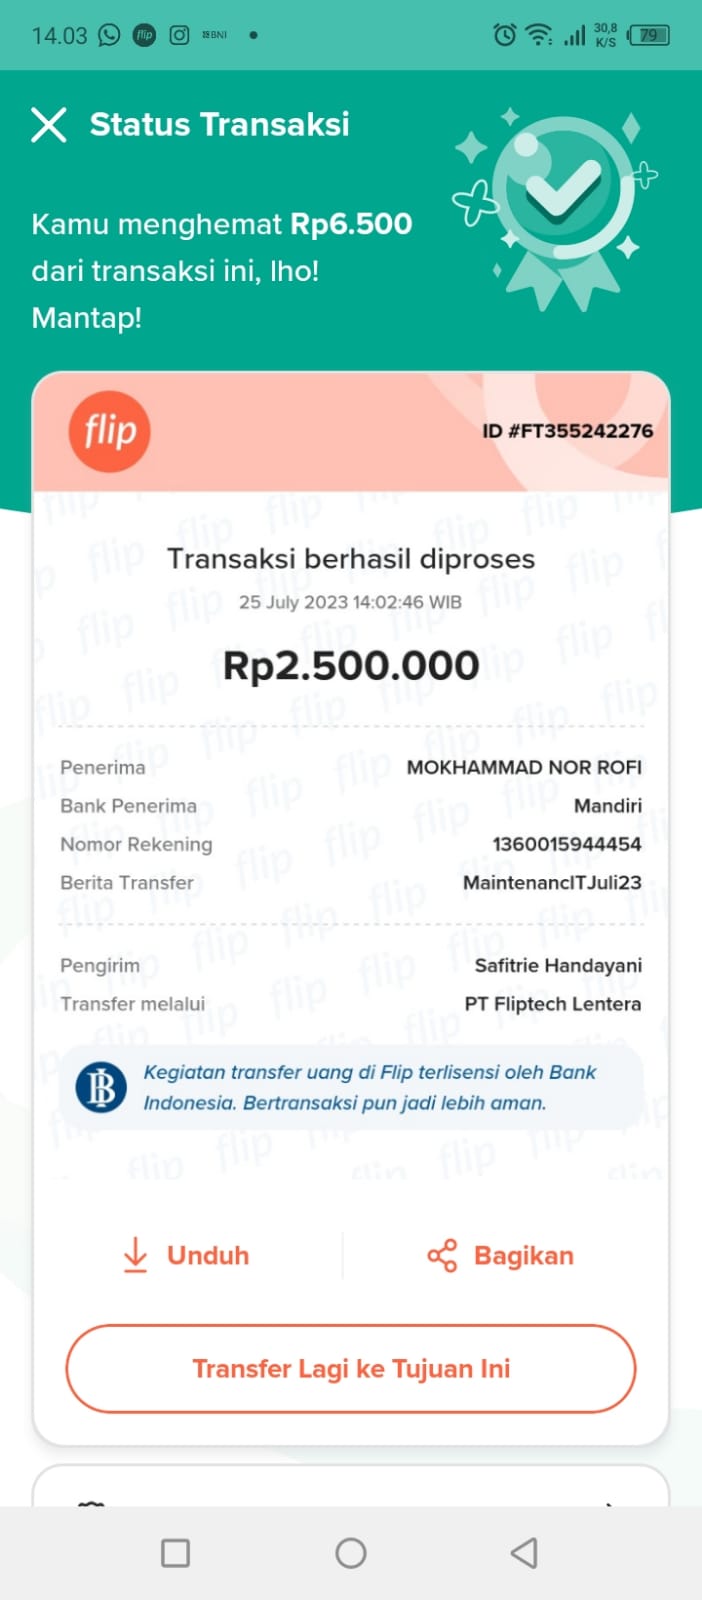 14.03 flip BNI 30,8 K/S 79
Status Transaksi
Kamu menghemat Rp6.500
dari transaksi ini, lho!
Mantap!
flip ID #FT355242276
Transaksi berhasil diproses
25 July 2023 14:02:46 WIB
Rp2.500.000
Penerima MOKHAMMAD NOR ROFI
Bank Penerima Mandiri
Nomor Rekening 1360015944454
Berita Transfer MaintenancITJuli23
Pengirim Safitrie Handayani
Transfer melalui PT Fliptech Lentera
Kegiatan transfer uang di Flip terlisensi oleh Bank
Indonesia. Bertransaksi pun jadi lebih aman.
Unduh Bagikan
Transfer Lagi ke Tujuan Ini